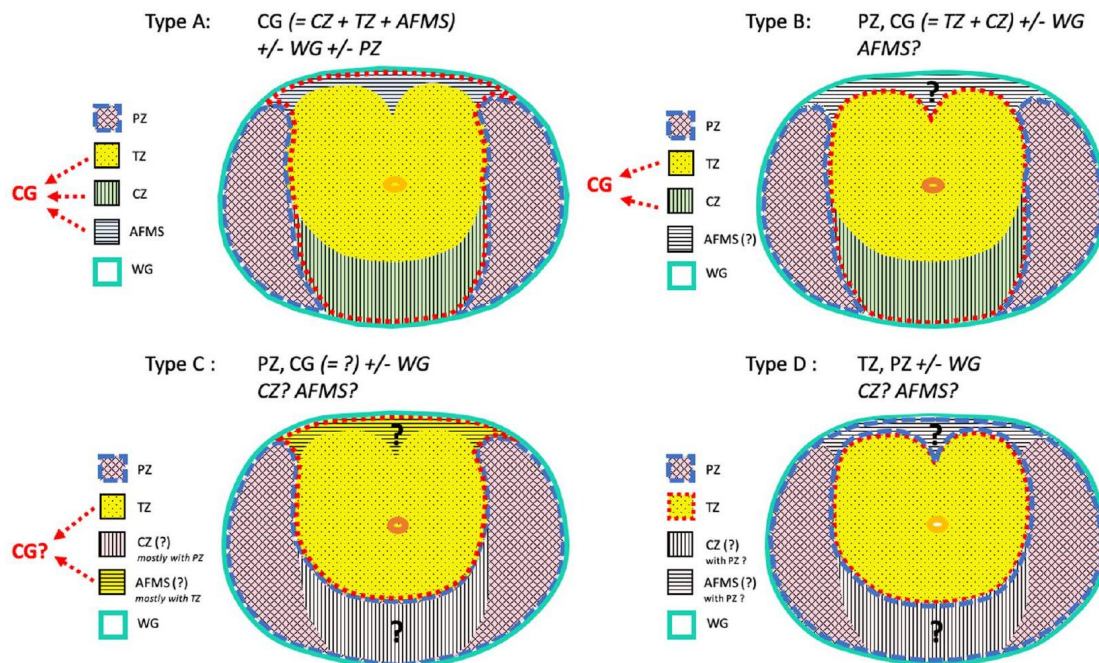 Type A: CG (= CZ + TZ + AFMS)
+/- WG +/- PZ
?
PZ
TZ
CG
CZ
AFMS
WG
Type B: PZ, CG (= TZ + CZ) +/- WG
AFMS?
?
PZ
TZ
CG
CZ
AFMS (?)
WG
Type C : PZ, CG (= ?) +/- WG
CZ? AFMS?
?
PZ
TZ
CG?
CZ (?)
mostly with PZ
AFMS (?)
mostly with TZ
WG
?
Type D : TZ, PZ +/- WG
CZ? AFMS?
?
PZ
TZ
CZ (?)
with PZ ?
AFMS (?)
with PZ ?
WG
?